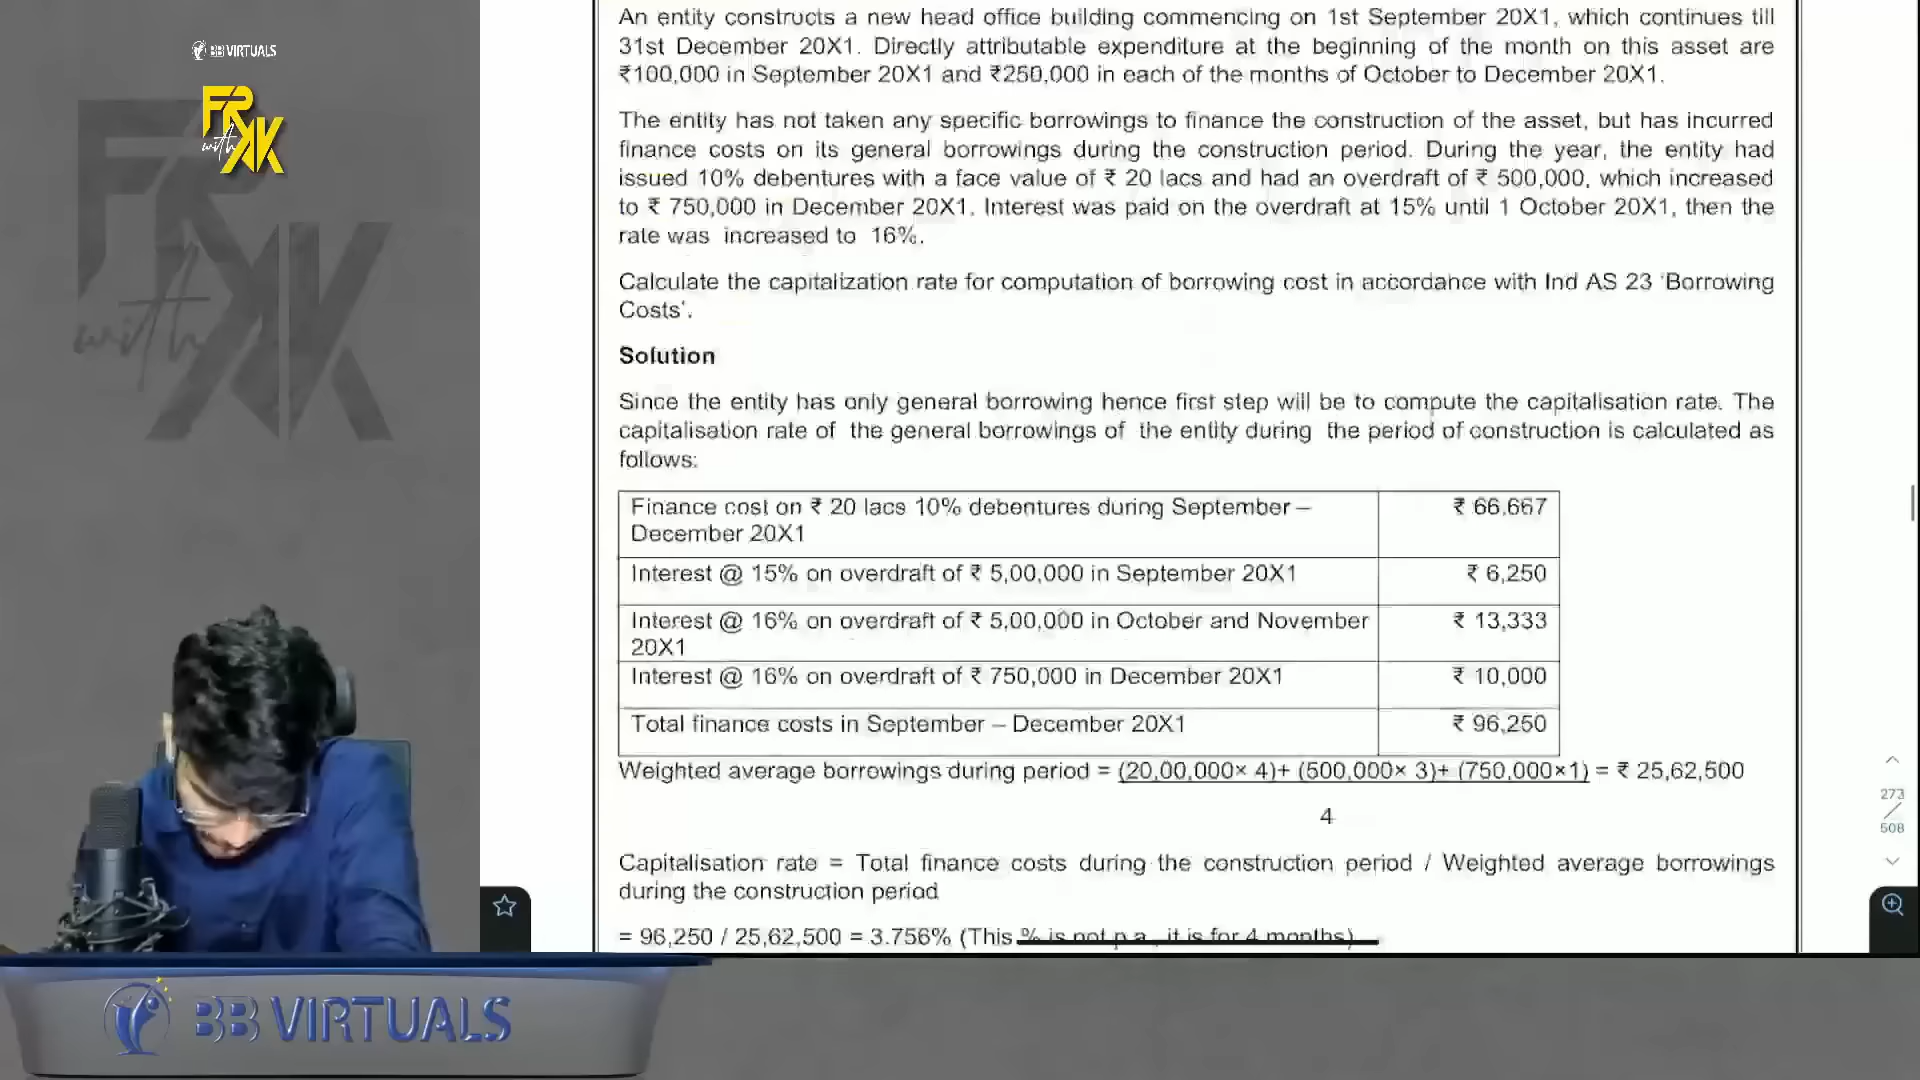 BB VIRTUALS
FR
with
KK
FR
with
KK
An entity constructs a new head office building commencing on 1st September 20X1, which continues till
31st December 20X1. Directly attributable expenditure at the beginning of the month on this asset are
₹100,000 in September 20X1 and ₹250,000 in each of the months of October to December 20X1.
The entity has not taken any specific borrowings to finance the construction of the asset, but has incurred
finance costs on its general borrowings during the construction period. During the year, the entity had
issued 10% debentures with a face value of ₹ 20 lacs and had an overdraft of ₹ 500,000, which increased
to ₹ 750,000 in December 20X1. Interest was paid on the overdraft at 15% until 1 October 20X1, then the
rate was increased to 16%.
Calculate the capitalization rate for computation of borrowing cost in accordance with Ind AS 23 'Borrowing
Costs'.
Solution
Since the entity has only general borrowing hence first step will be to compute the capitalisation rate. The
capitalisation rate of the general borrowings of the entity during the period of construction is calculated as
follows:
Finance cost on ₹ 20 lacs 10% debentures during September – ₹ 66,667
December 20X1
Interest @ 15% on overdraft of ₹ 5,00,000 in September 20X1 ₹ 6,250
Interest @ 16% on overdraft of ₹ 5,00,000 in October and November ₹ 13,333
20X1
Interest @ 16% on overdraft of ₹ 750,000 in December 20X1 ₹ 10,000
Total finance costs in September – December 20X1 ₹ 96,250
Weighted average borrowings during period = (20,00,000× 4)+ (500,000× 3)+ (750,000×1) = ₹ 25,62,500
4
Capitalisation rate = Total finance costs during the construction period / Weighted average borrowings
during the construction period
= 96,250 / 25,62,500 = 3.756% (This % is not p.a., it is for 4 months)
273
508
BB VIRTUALS